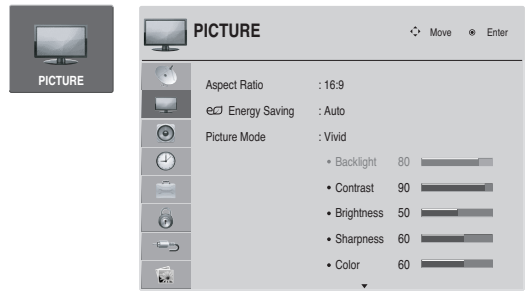 PICTURE
PICTURE
Move Enter
Aspect Ratio : 16:9
Energy Saving : Auto
Picture Mode : Vivid
• Backlight 80
• Contrast 90
• Brightness 50
• Sharpness 60
• Color 60